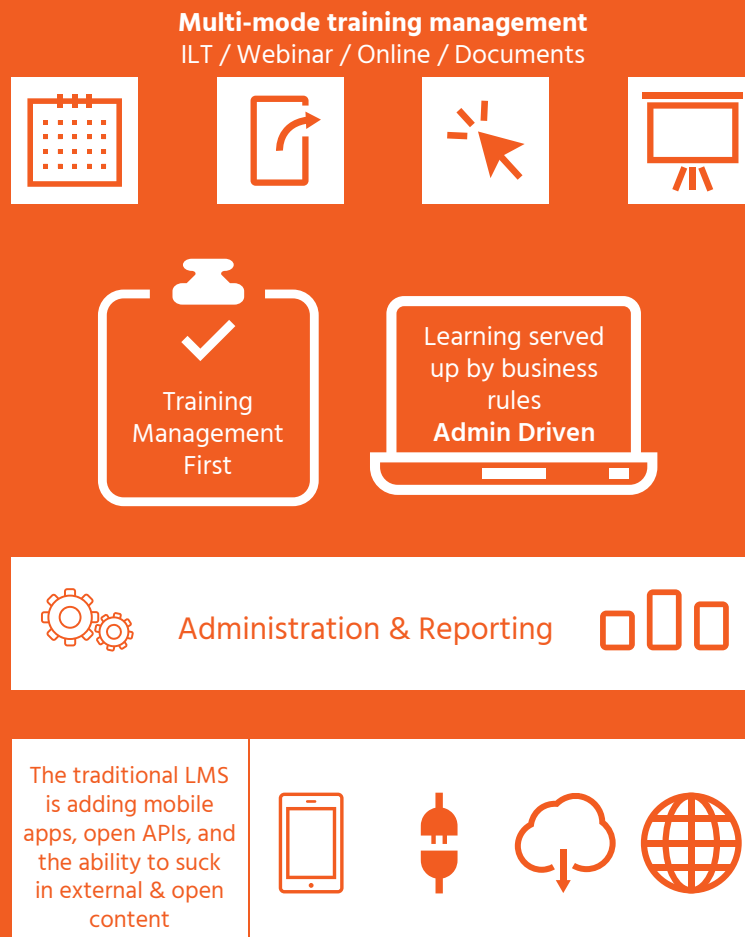 Multi-mode training management
ILT / Webinar / Online / Documents
Training
Management
First
Learning served
up by business
rules
Admin Driven
Administration & Reporting
The traditional LMS
is adding mobile
apps, open APIs, and
the ability to suck
in external & open
content